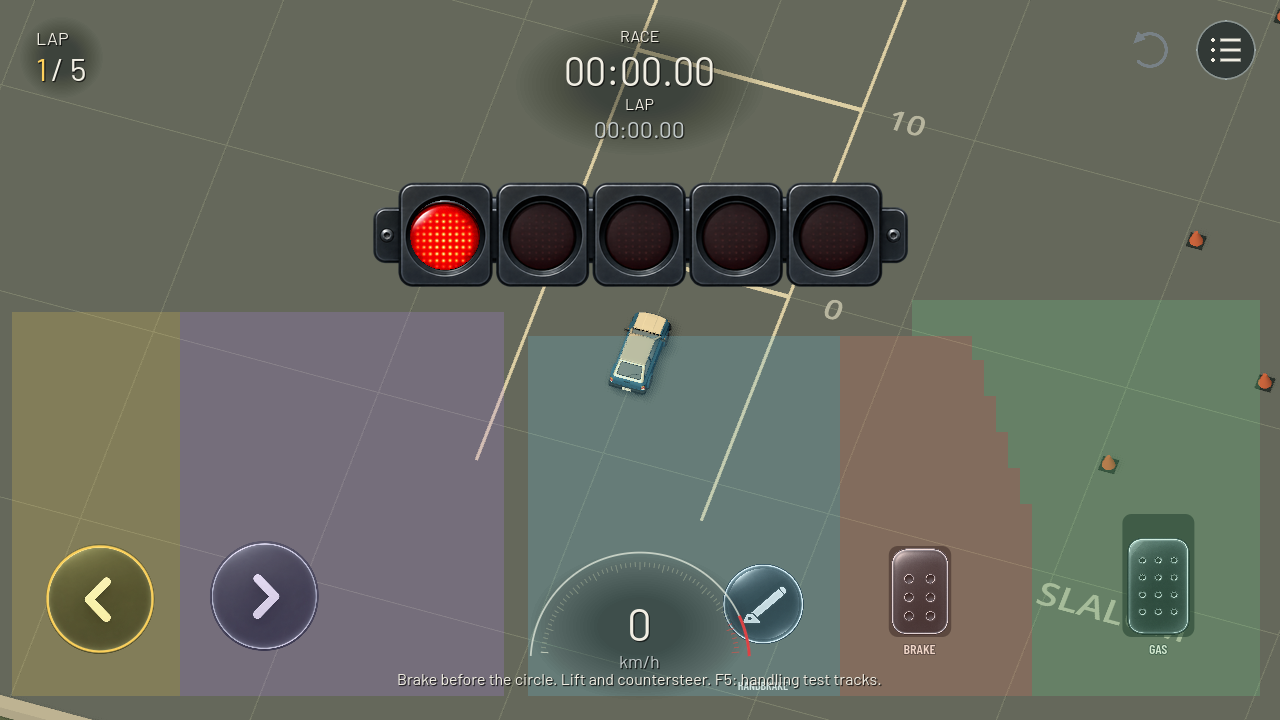 LAP
1/ 5
RACE
00:00.00
LAP
00:00.00
10
0
0
km/h
HANDBRAKE
BRAKE
GAS
Brake before the circle. Lift and countersteer. F5: handling test tracks.